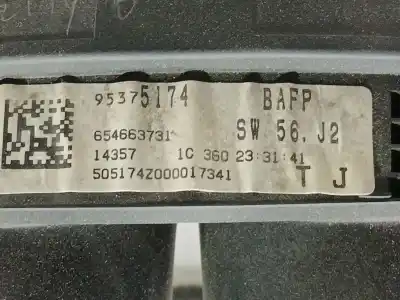 95375174 BAFP
654663731 SW 56. J2
14357 1C 360 23:31:41
505174Z000017341 T J